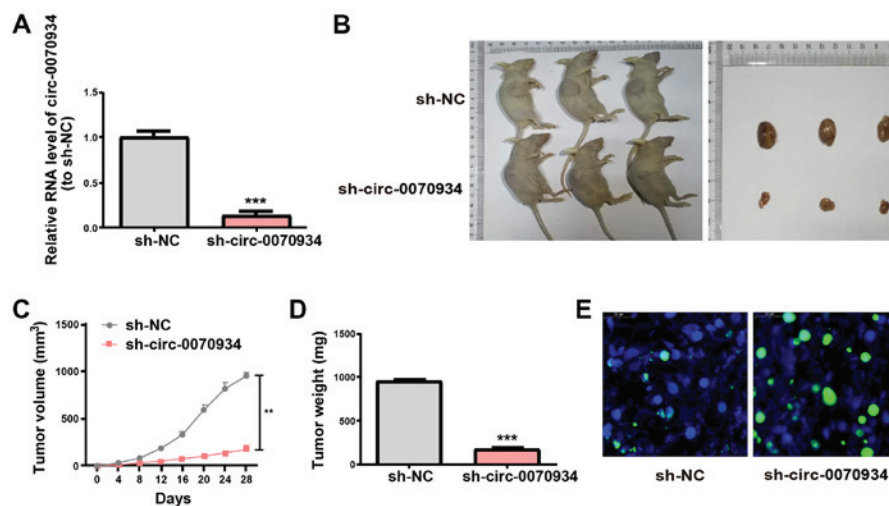 A
Relative RNA level of circ-0070934
(to sh-NC)
1.5
1.0
0.5
0.0
***
sh-NC
sh-circ-0070934
B
sh-NC
sh-circ-0070934
C
sh-NC
sh-circ-0070934
Tumor volume (mm³)
1500
1000
500
0
**
0 4 8 12 16 20 24 28
Days
D
Tumor weight (mg)
1500
1000
500
0
***
sh-NC
sh-circ-0070934
E
sh-NC
sh-circ-0070934